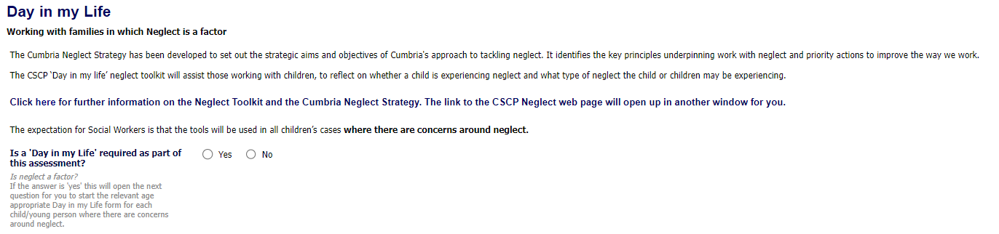 Day in my Life
Working with families in which Neglect is a factor
The Cumbria Neglect Strategy has been developed to set out the strategic aims and objectives of Cumbria's approach to tackling neglect. It identifies the key principles underpinning work with neglect and priority actions to improve the way we work.
The CSCP 'Day in my life' neglect toolkit will assist those working with children, to reflect on whether a child is experiencing neglect and what type of neglect the child or children may be experiencing.
Click here for further information on the Neglect Toolkit and the Cumbria Neglect Strategy. The link to the CSCP Neglect web page will open up in another window for you.
The expectation for Social Workers is that the tools will be used in all children's cases where there are concerns around neglect.
Is a 'Day in my Life' required as part of
this assessment?
Yes
No
Is neglect a factor?
If the answer is 'yes' this will open the next
question for you to start the relevant age
appropriate Day in my Life form for each
child/young person where there are concerns
around neglect.